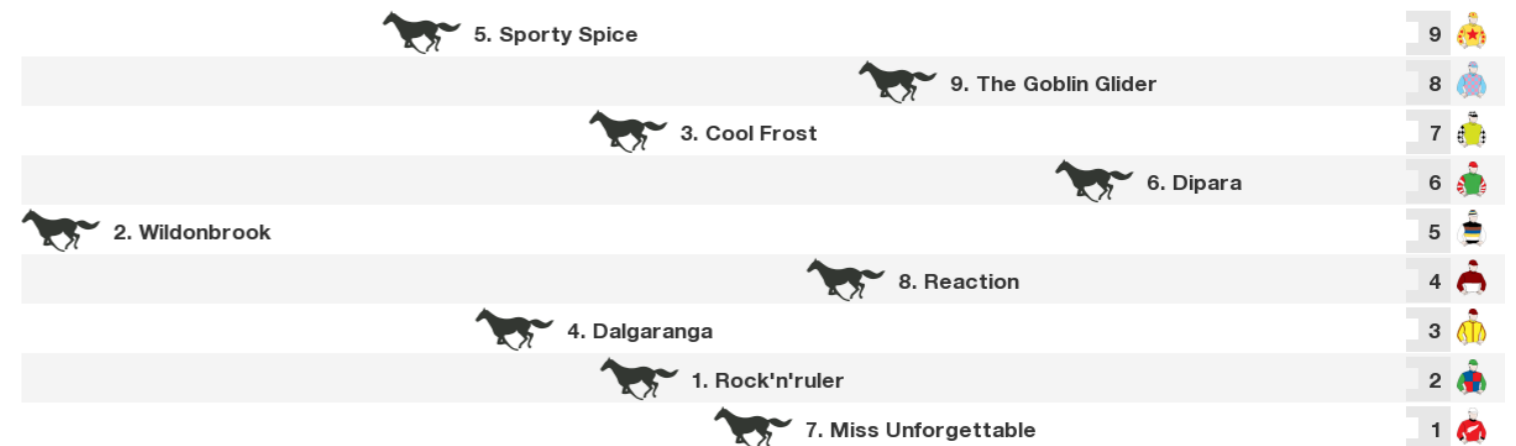 5. Sporty Spice 9
9. The Goblin Glider 8
3. Cool Frost 7
6. Dipara 6
2. Wildonbrook 5
8. Reaction 4
4. Dalgaranga 3
1. Rock'n'ruler 2
7. Miss Unforgettable 1